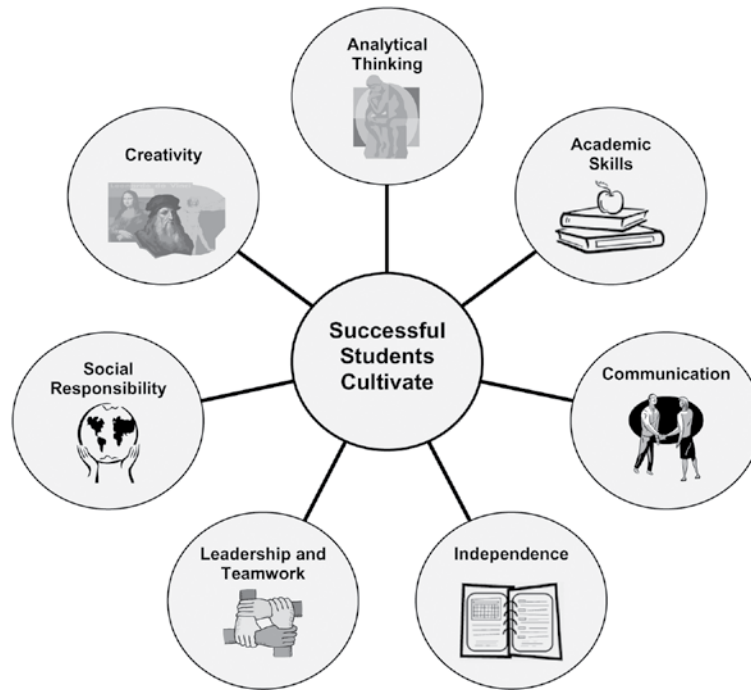 Analytical
Thinking
Academic
Skills
Communication
Independence
Leadership and
Teamwork
Social
Responsibility
Creativity
Successful
Students
Cultivate